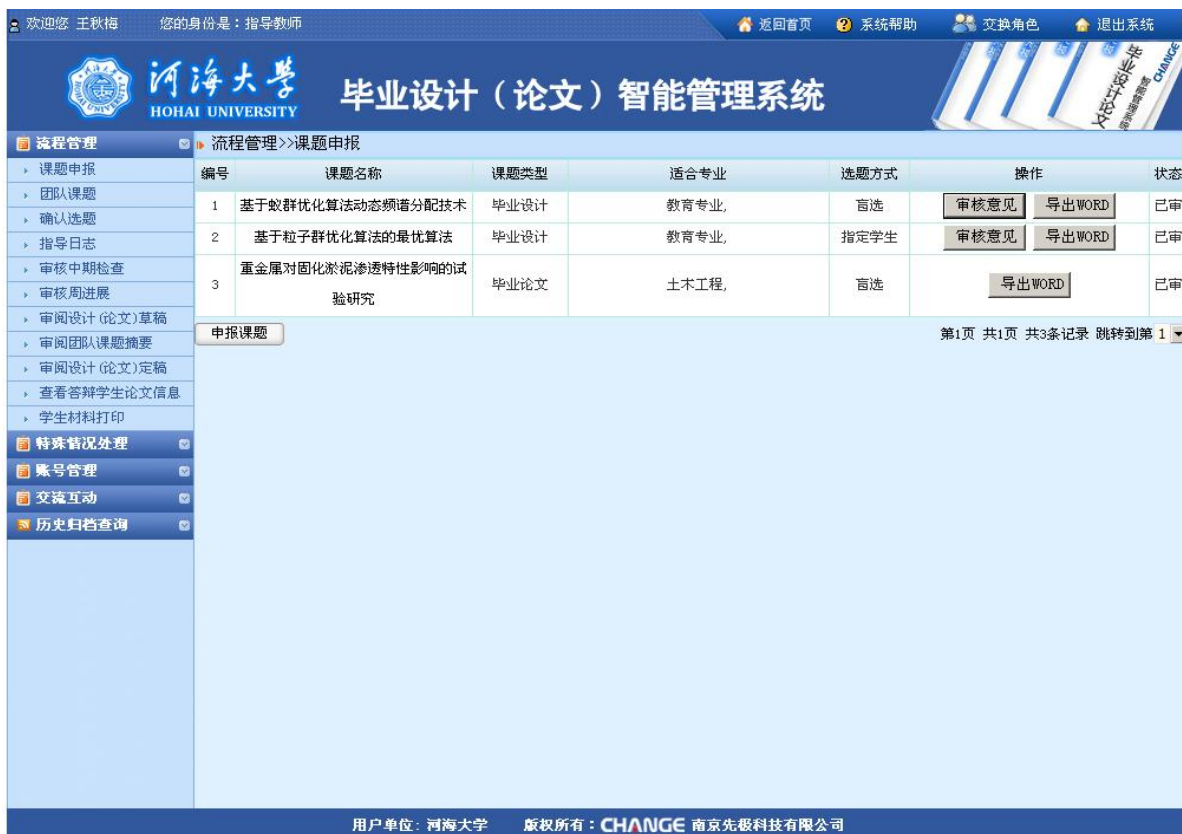 欢迎您 王秋梅 您的身份是：指导教师 返回首页 系统帮助 交换角色 退出系统
河海大学
HOHAI UNIVERSITY
毕业设计（论文）智能管理系统
毕业设计论文
智能管理系统
CHANGE
流程管理
流程管理>>课题申报
课题申报
团队课题
确认选题
指导日志
审核中期检查
审核周进展
审阅设计(论文)草稿
审阅团队课题摘要
审阅设计(论文)定稿
查看答辩学生论文信息
学生材料打印
特殊情况处理
账号管理
交流互动
历史归档查询
编号 课题名称 课题类型 适合专业 选题方式 操作 状态
1 基于蚁群优化算法动态频谱分配技术 毕业设计 教育专业, 盲选 审核意见 导出WORD 已审
2 基于粒子群优化算法的最优算法 毕业设计 教育专业, 指定学生 审核意见 导出WORD 已审
3 重金属对固化淤泥渗透特性影响的试
验研究 毕业论文 土木工程, 盲选 导出WORD 已审
申报课题 第1页 共1页 共3条记录 跳转到第 1
用户单位: 河海大学 版权所有：CHANGE 南京先极科技有限公司